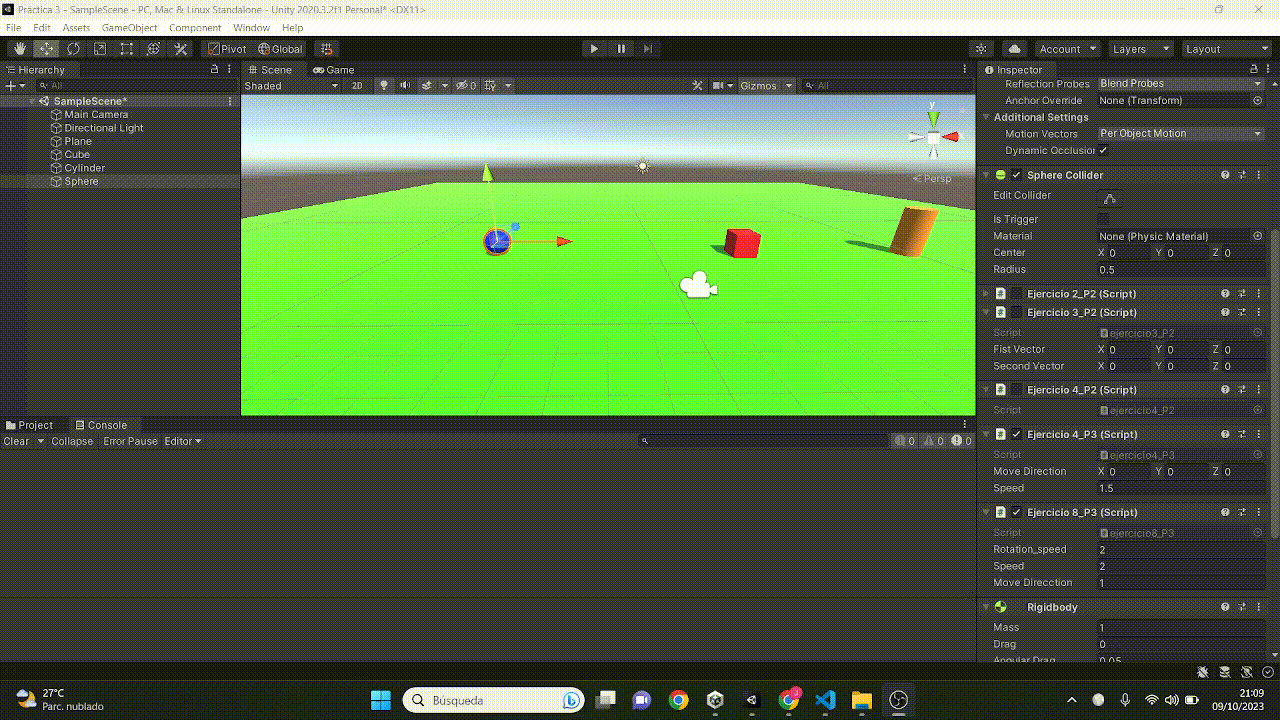 Práctica 3 - SampleScene - PC, Mac & Linux Standalone - Unity 2020.3.2f1 Personal* <DX11>
File Edit Assets GameObject Component Window Help
Pivot Global Account Layers Layout
Hierarchy
All
SampleScene*
Main Camera
Directional Light
Plane
Cube
Cylinder
Sphere
Scene Game
Shaded 2D 0 Gizmos All
y
Persp
Project Console
Clear Collapse Error Pause Editor 0 0 0
Inspector
Reflection Probes Blend Probes
Anchor Override None (Transform)
Additional Settings
Motion Vectors Per Object Motion
Dynamic Occlusion
Sphere Collider
Edit Collider
Is Trigger
Material None (Physic Material)
Center X 0 Y 0 Z 0
Radius 0.5
Ejercicio 2_P2 (Script)
Ejercicio 3_P2 (Script)
Script ejercicio3_P2
Fist Vector X 0 Y 0 Z 0
Second Vector X 0 Y 0 Z 0
Ejercicio 4_P2 (Script)
Script ejercicio4_P2
Ejercicio 4_P3 (Script)
Script ejercicio4_P3
Move Direction X 0 Y 0 Z 0
Speed 1.5
Ejercicio 8_P3 (Script)
Script ejercicio8_P3
Rotation_speed 2
Speed 2
Move Direcction 1
Rigidbody
Mass 1
Drag 0
Angular Drag 0.05
27°C
Parc. nublado
Búsqueda
21:09
09/10/2023